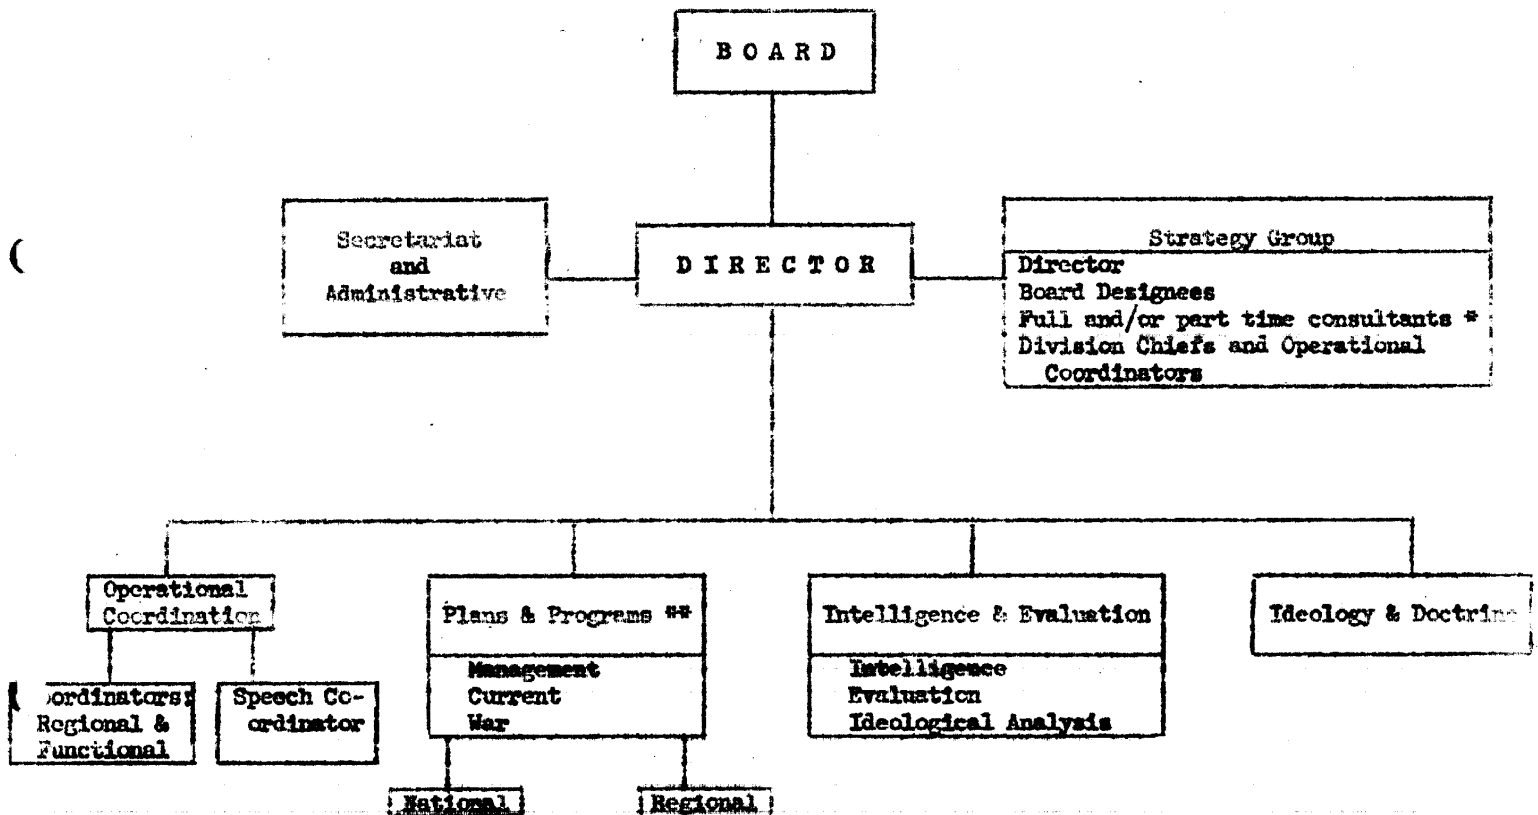 B O A R D
Secretariat
and
Administrative
D I R E C T O R
Strategy Group
Director
Board Designees
Full and/or part time consultants *
Division Chiefs and Operational
Coordinators
Operational
Coordination
Coordinators:
Regional &
Functional
Speech Co-
ordinator
Plans & Programs **
Management
Current
War
National
Regional
Intelligence & Evaluation
Intelligence
Evaluation
Ideological Analysis
Ideology & Doctrine